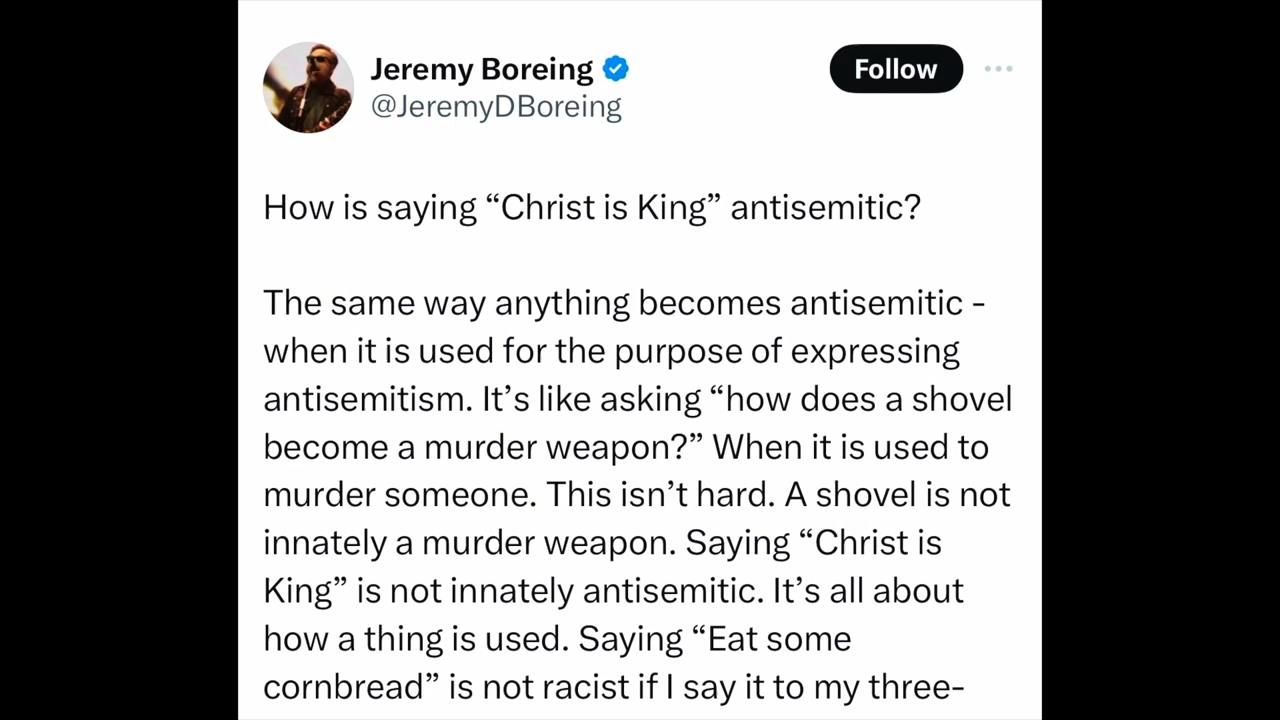 Jeremy Boreing
@JeremyDBoreing
Follow
How is saying “Christ is King” antisemitic?
The same way anything becomes antisemitic -
when it is used for the purpose of expressing
antisemitism. It’s like asking “how does a shovel
become a murder weapon?” When it is used to
murder someone. This isn’t hard. A shovel is not
innately a murder weapon. Saying “Christ is
King” is not innately antisemitic. It’s all about
how a thing is used. Saying “Eat some
cornbread” is not racist if I say it to my three-